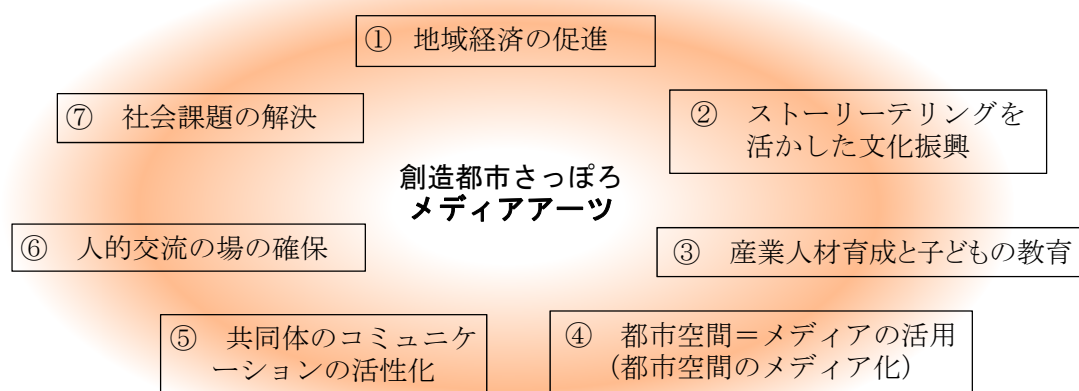 ① 地域経済の促進
② ストーリーテリングを
活かした文化振興
③ 産業人材育成と子どもの教育
④ 都市空間＝メディアの活用
(都市空間のメディア化)
⑤ 共同体のコミュニケ
ーションの活性化
⑥ 人的交流の場の確保
⑦ 社会課題の解決
創造都市さっぽろ
メディアアーツ